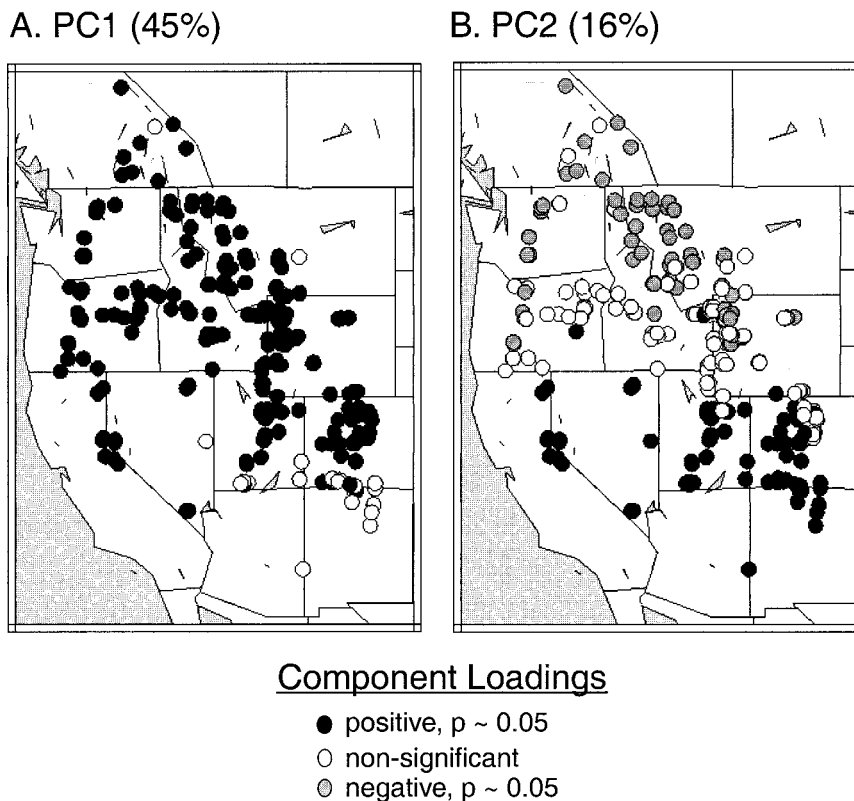 A. PC1 (45%)
B. PC2 (16%)
Component Loadings
positive, p ~ 0.05
non-significant
negative, p ~ 0.05